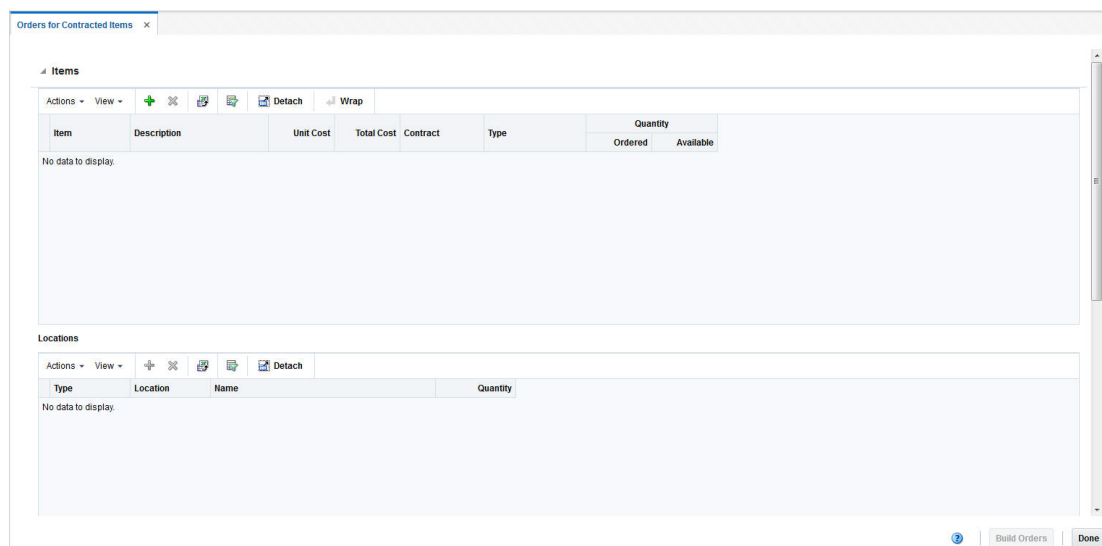 Orders for Contracted Items ×
Items
Actions View Detach Wrap
Item Description Unit Cost Total Cost Contract Type Quantity
Ordered Available
No data to display.
Locations
Actions View Detach
Type Location Name Quantity
No data to display.
? Build Orders Done